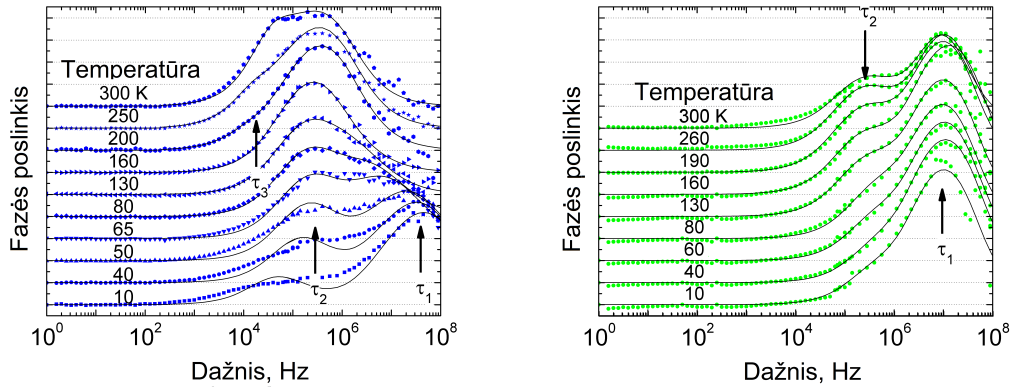 Fazės poslinkis
Temperatūra
300 K
250
200
160
130
80
65
50
40
10
τ3
τ2
τ1
10^0 10^2 10^4 10^6 10^8
Dažnis, Hz
Fazės poslinkis
τ2
Temperatūra
300 K
260
190
160
130
80
60
40
10
τ1
10^0 10^2 10^4 10^6 10^8
Dažnis, Hz